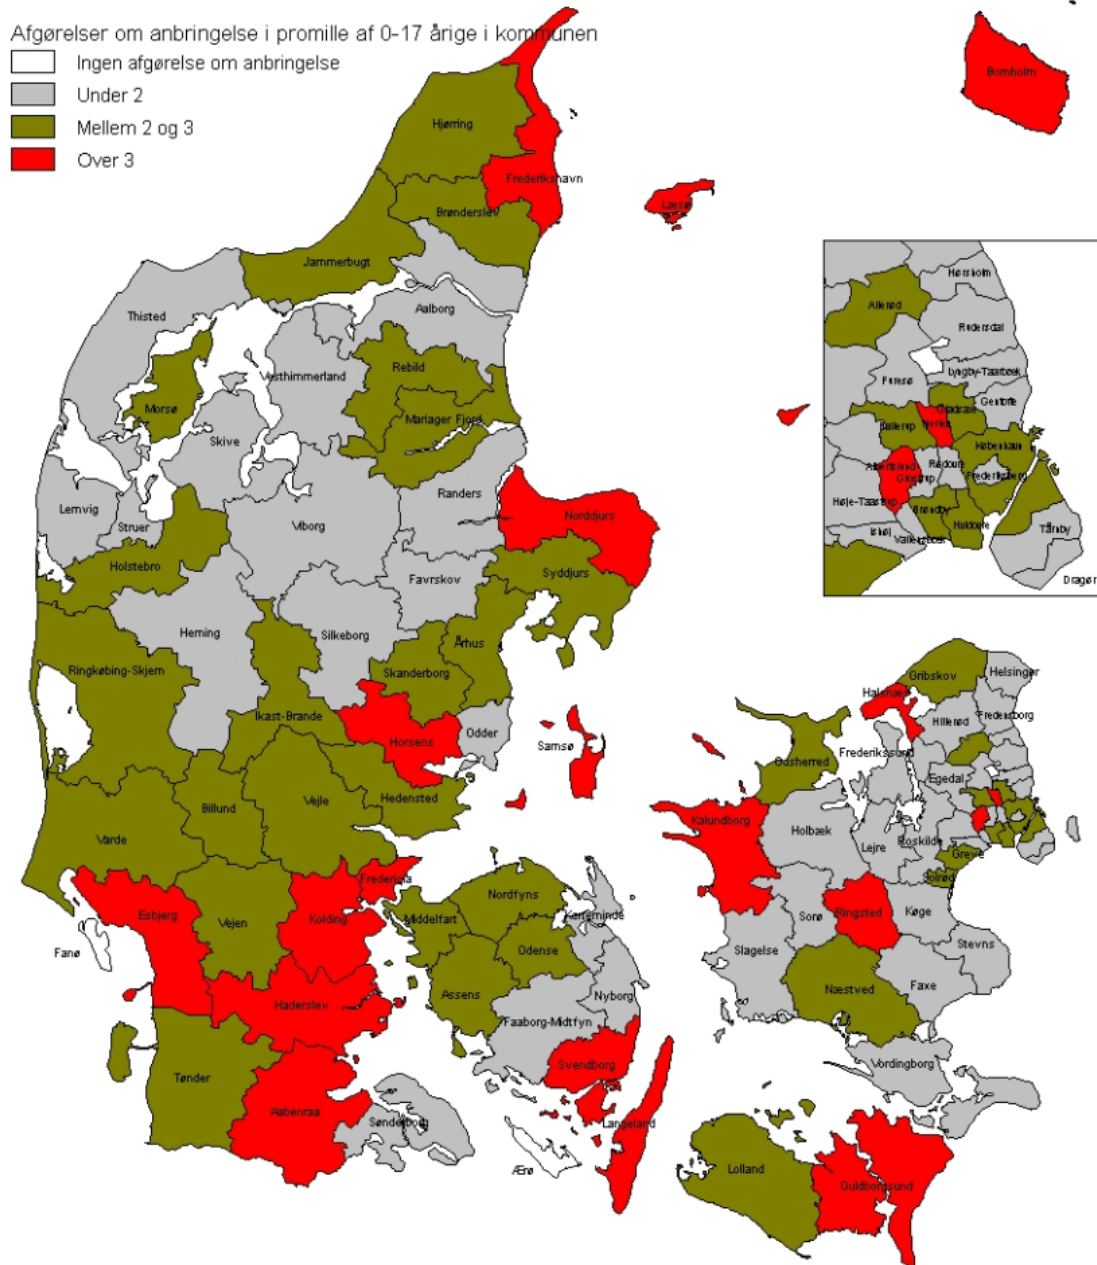 Afgørelser om anbringelse i promille af 0-17 årige i kommunen
Ingen afgørelse om anbringelse
Under 2
Mellem 2 og 3
Over 3
Bornholm
Hjørring
Frederikshavn
Læsø
Brønderslev
Jammerbugt
Thisted
Aalborg
Vesthimmerland
Rebild
Morsø
Mariager Fjord
Skive
Lemvig
Struer
Viborg
Randers
Norddjurs
Holstebro
Favrskov
Syddjurs
Herning
Silkeborg
Århus
Ringkøbing-Skjern
Skanderborg
Ikast-Brande
Horsens
Odder
Samsø
Billund
Vejle
Hedensted
Varde
Fredericia
Esbjerg
Vejen
Kolding
Fanø
Haderslev
Tønder
Aabenraa
Sønderborg
Nordfyns
Middelfart
Kerteminde
Odense
Assens
Nyborg
Faaborg-Midtfyn
Svendborg
Langeland
Ærø
Hørsholm
Allerød
Rudersdal
Furesø
Lyngby-Taarbæk
Gentofte
Gladsaxe
Ballerup
Herlev
København
Albertslund
Rødovre
Glostrup
Frederiksberg
Høje-Taastrup
Brøndby
Hvidovre
Ishøj
Vallensbæk
Tårnby
Dragør
Gribskov
Helsingør
Halsnæs
Hillerød
Fredensborg
Odsherred
Frederikssund
Egedal
Kalundborg
Holbæk
Lejre
Roskilde
Greve
Solrød
Sorø
Ringsted
Køge
Slagelse
Stevns
Næstved
Faxe
Vordingborg
Lolland
Guldborgsund